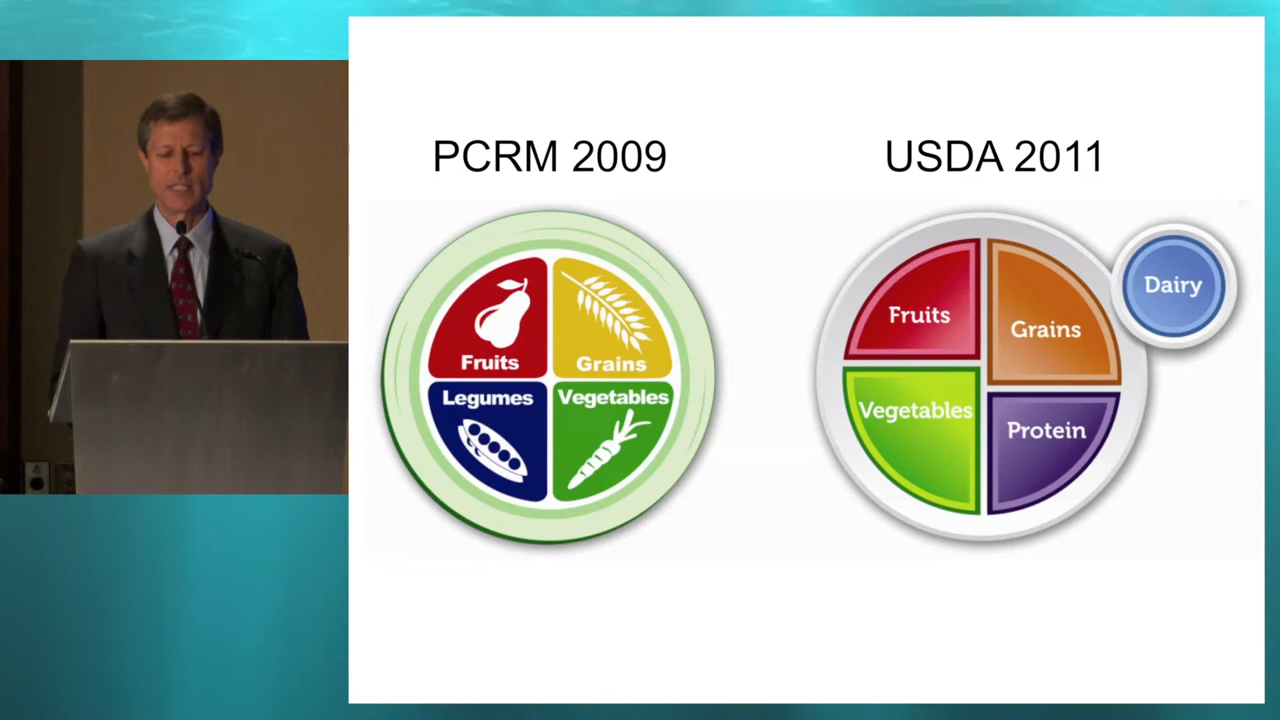 PCRM 2009
Fruits
Grains
Legumes
Vegetables
USDA 2011
Fruits
Grains
Vegetables
Protein
Dairy